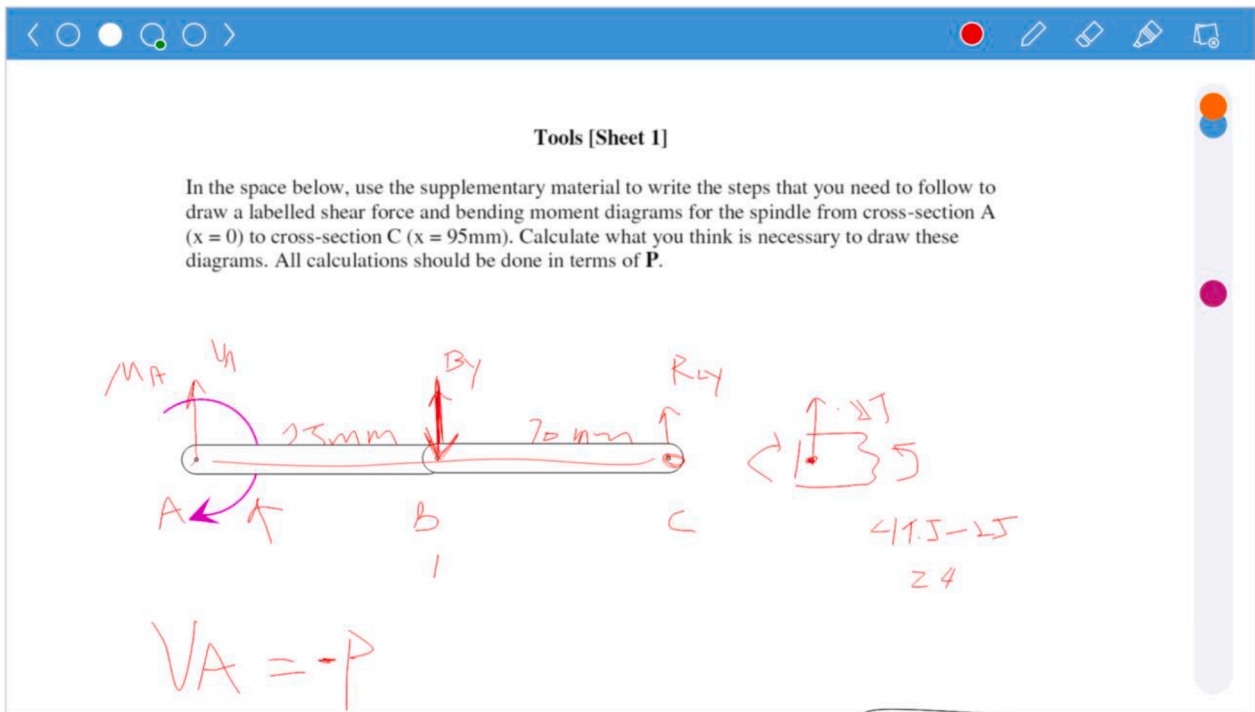 Tools [Sheet 1]
In the space below, use the supplementary material to write the steps that you need to follow to
draw a labelled shear force and bending moment diagrams for the spindle from cross-section A
(x = 0) to cross-section C (x = 95mm). Calculate what you think is necessary to draw these
diagrams. All calculations should be done in terms of P.
MA VA By
25mm 70mm
A B C
VA = -P